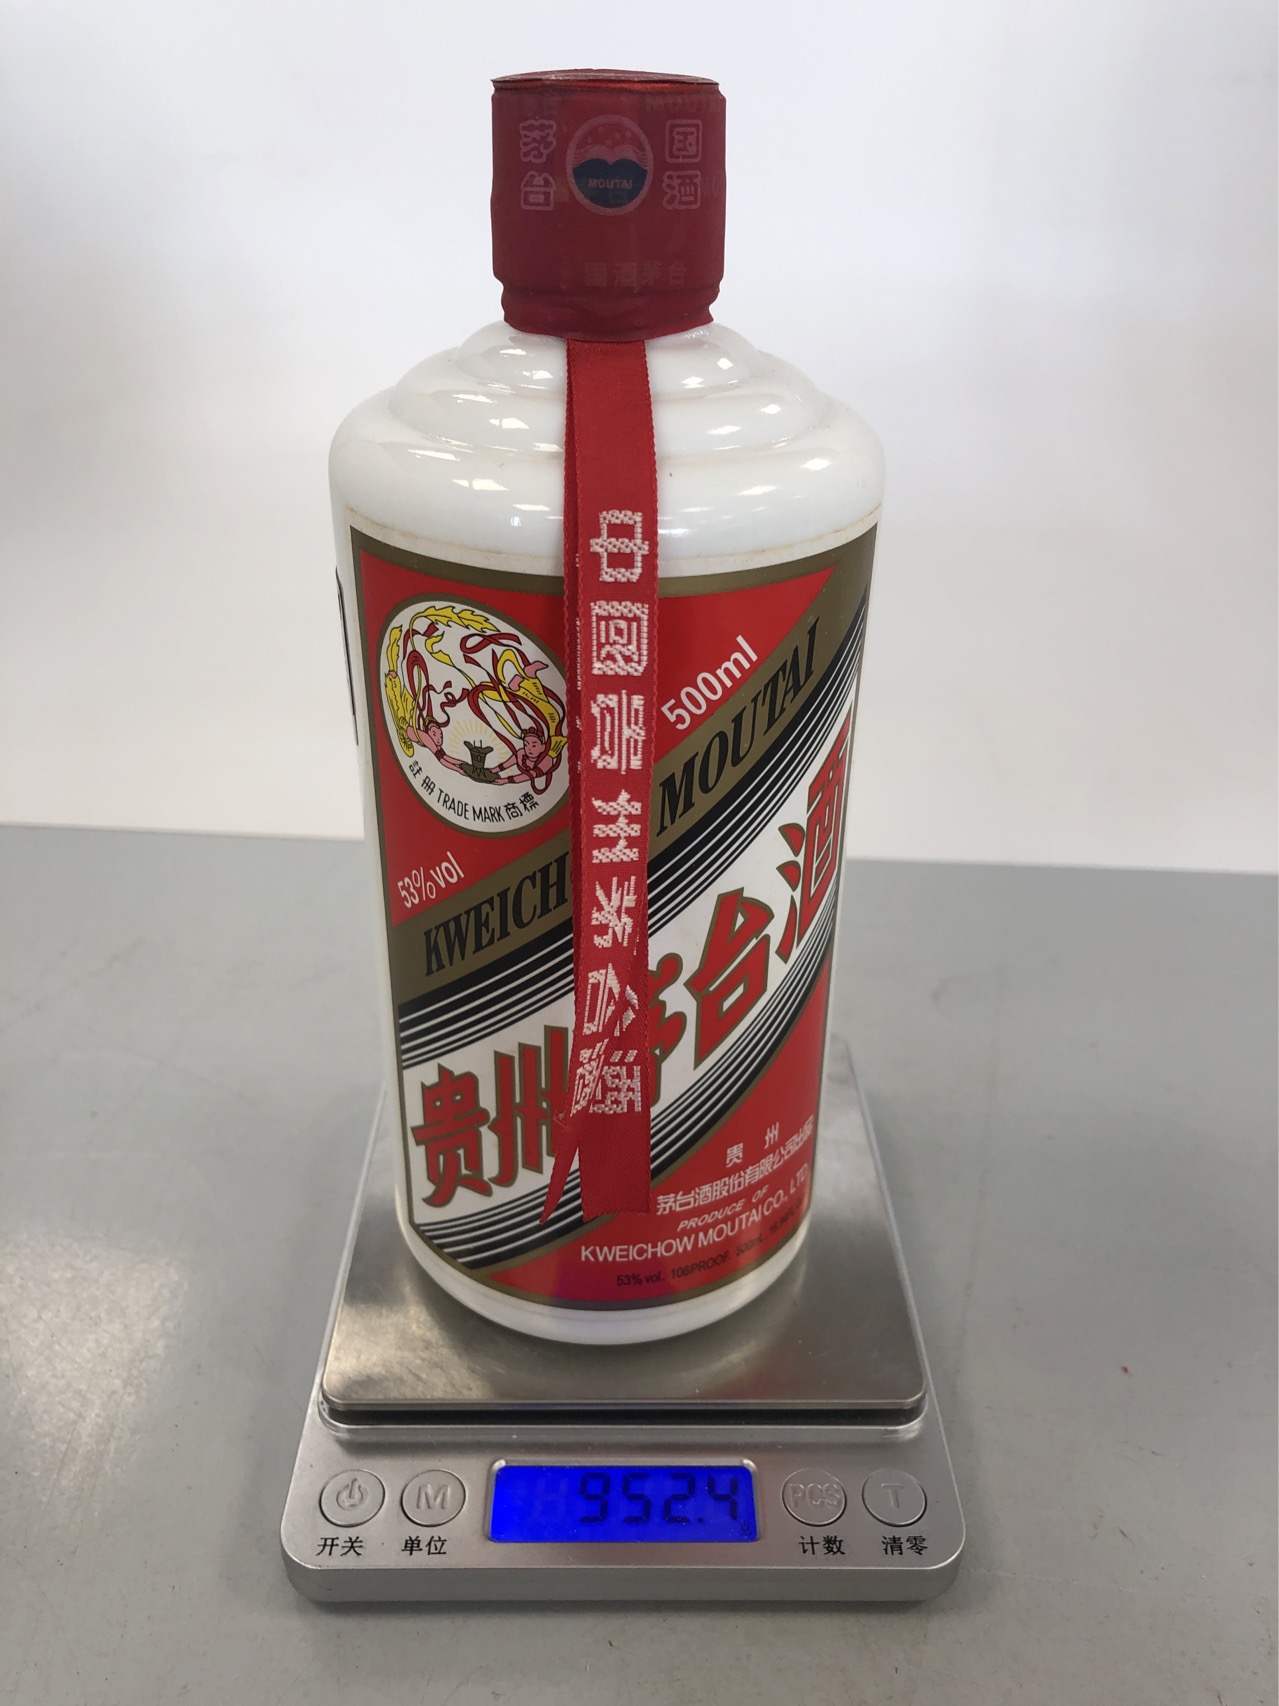 茅台
MOUTAI
国酒
国酒茅台
中国贵州茅台酒
500ml
註册 TRADE MARK 商標
53%vol
KWEICH MOUTAI
贵州茅台酒
贵州
茅台酒股份有限公司出品
PRODUCE OF
KWEICHOW MOUTAI CO., LTD.
53% vol. 106PROOF. 500mL.
952.4
M
PCS
T
开关
单位
计数
清零